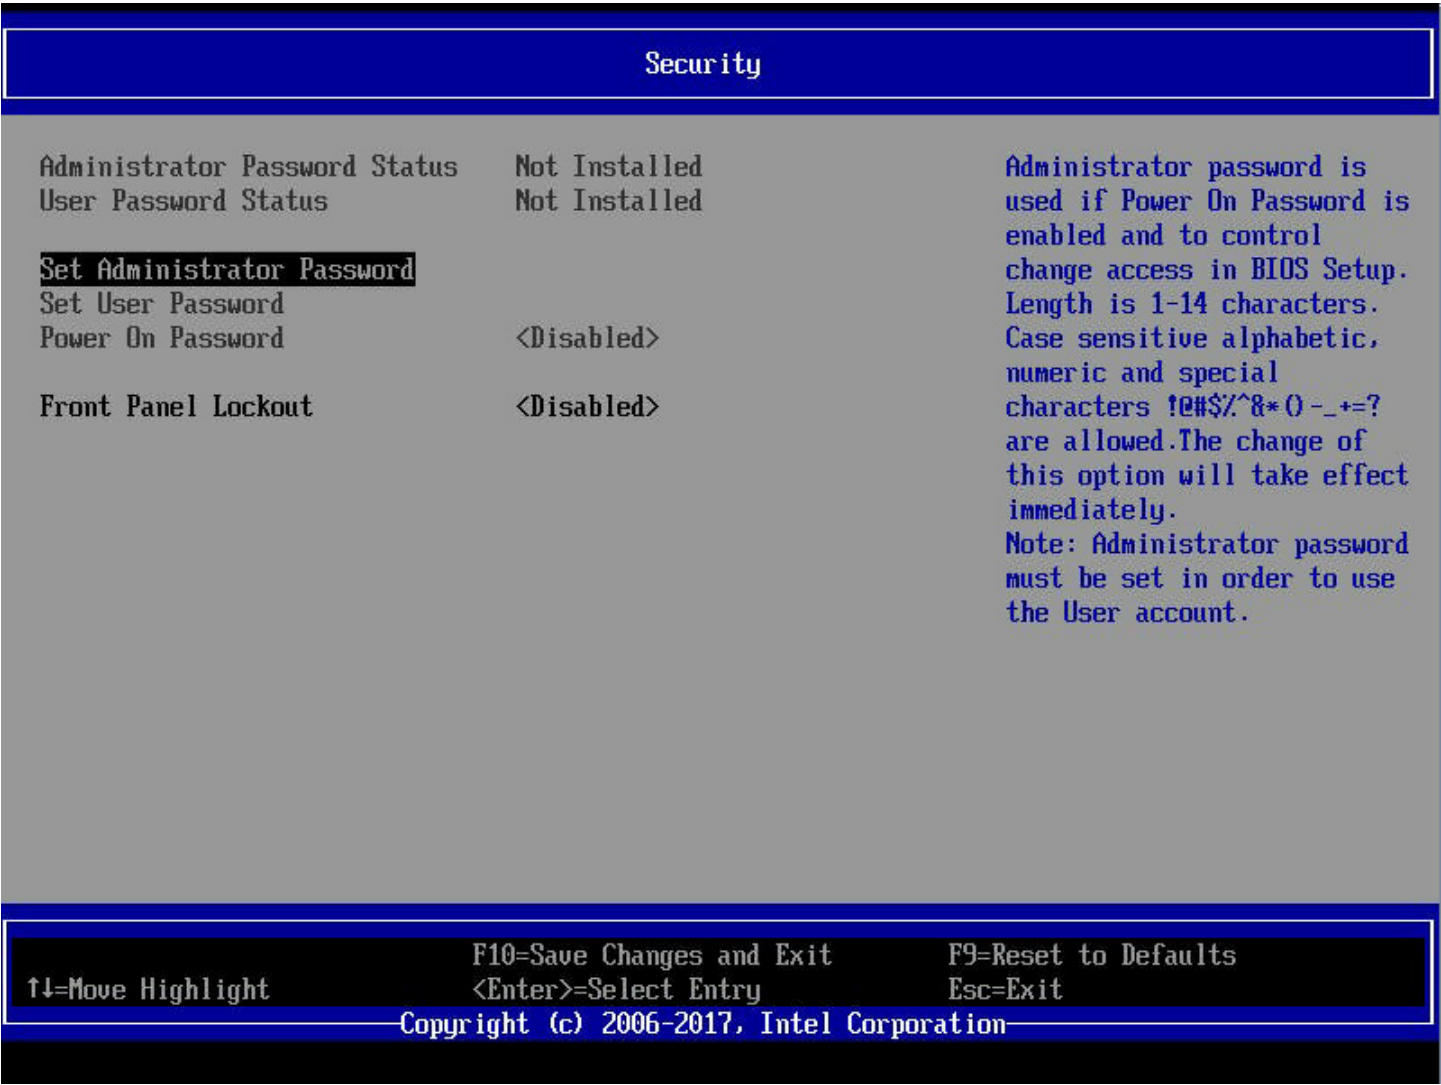 Security
Administrator Password Status Not Installed
User Password Status Not Installed
Set Administrator Password
Set User Password
Power On Password <Disabled>
Front Panel Lockout <Disabled>
Administrator password is
used if Power On Password is
enabled and to control
change access in BIOS Setup.
Length is 1-14 characters.
Case sensitive alphabetic,
numeric and special
characters !@#$%^&*()-_+=?
are allowed.The change of
this option will take effect
immediately.
Note: Administrator password
must be set in order to use
the User account.
F10=Save Changes and Exit F9=Reset to Defaults
↑↓=Move Highlight <Enter>=Select Entry Esc=Exit
Copyright (c) 2006-2017, Intel Corporation